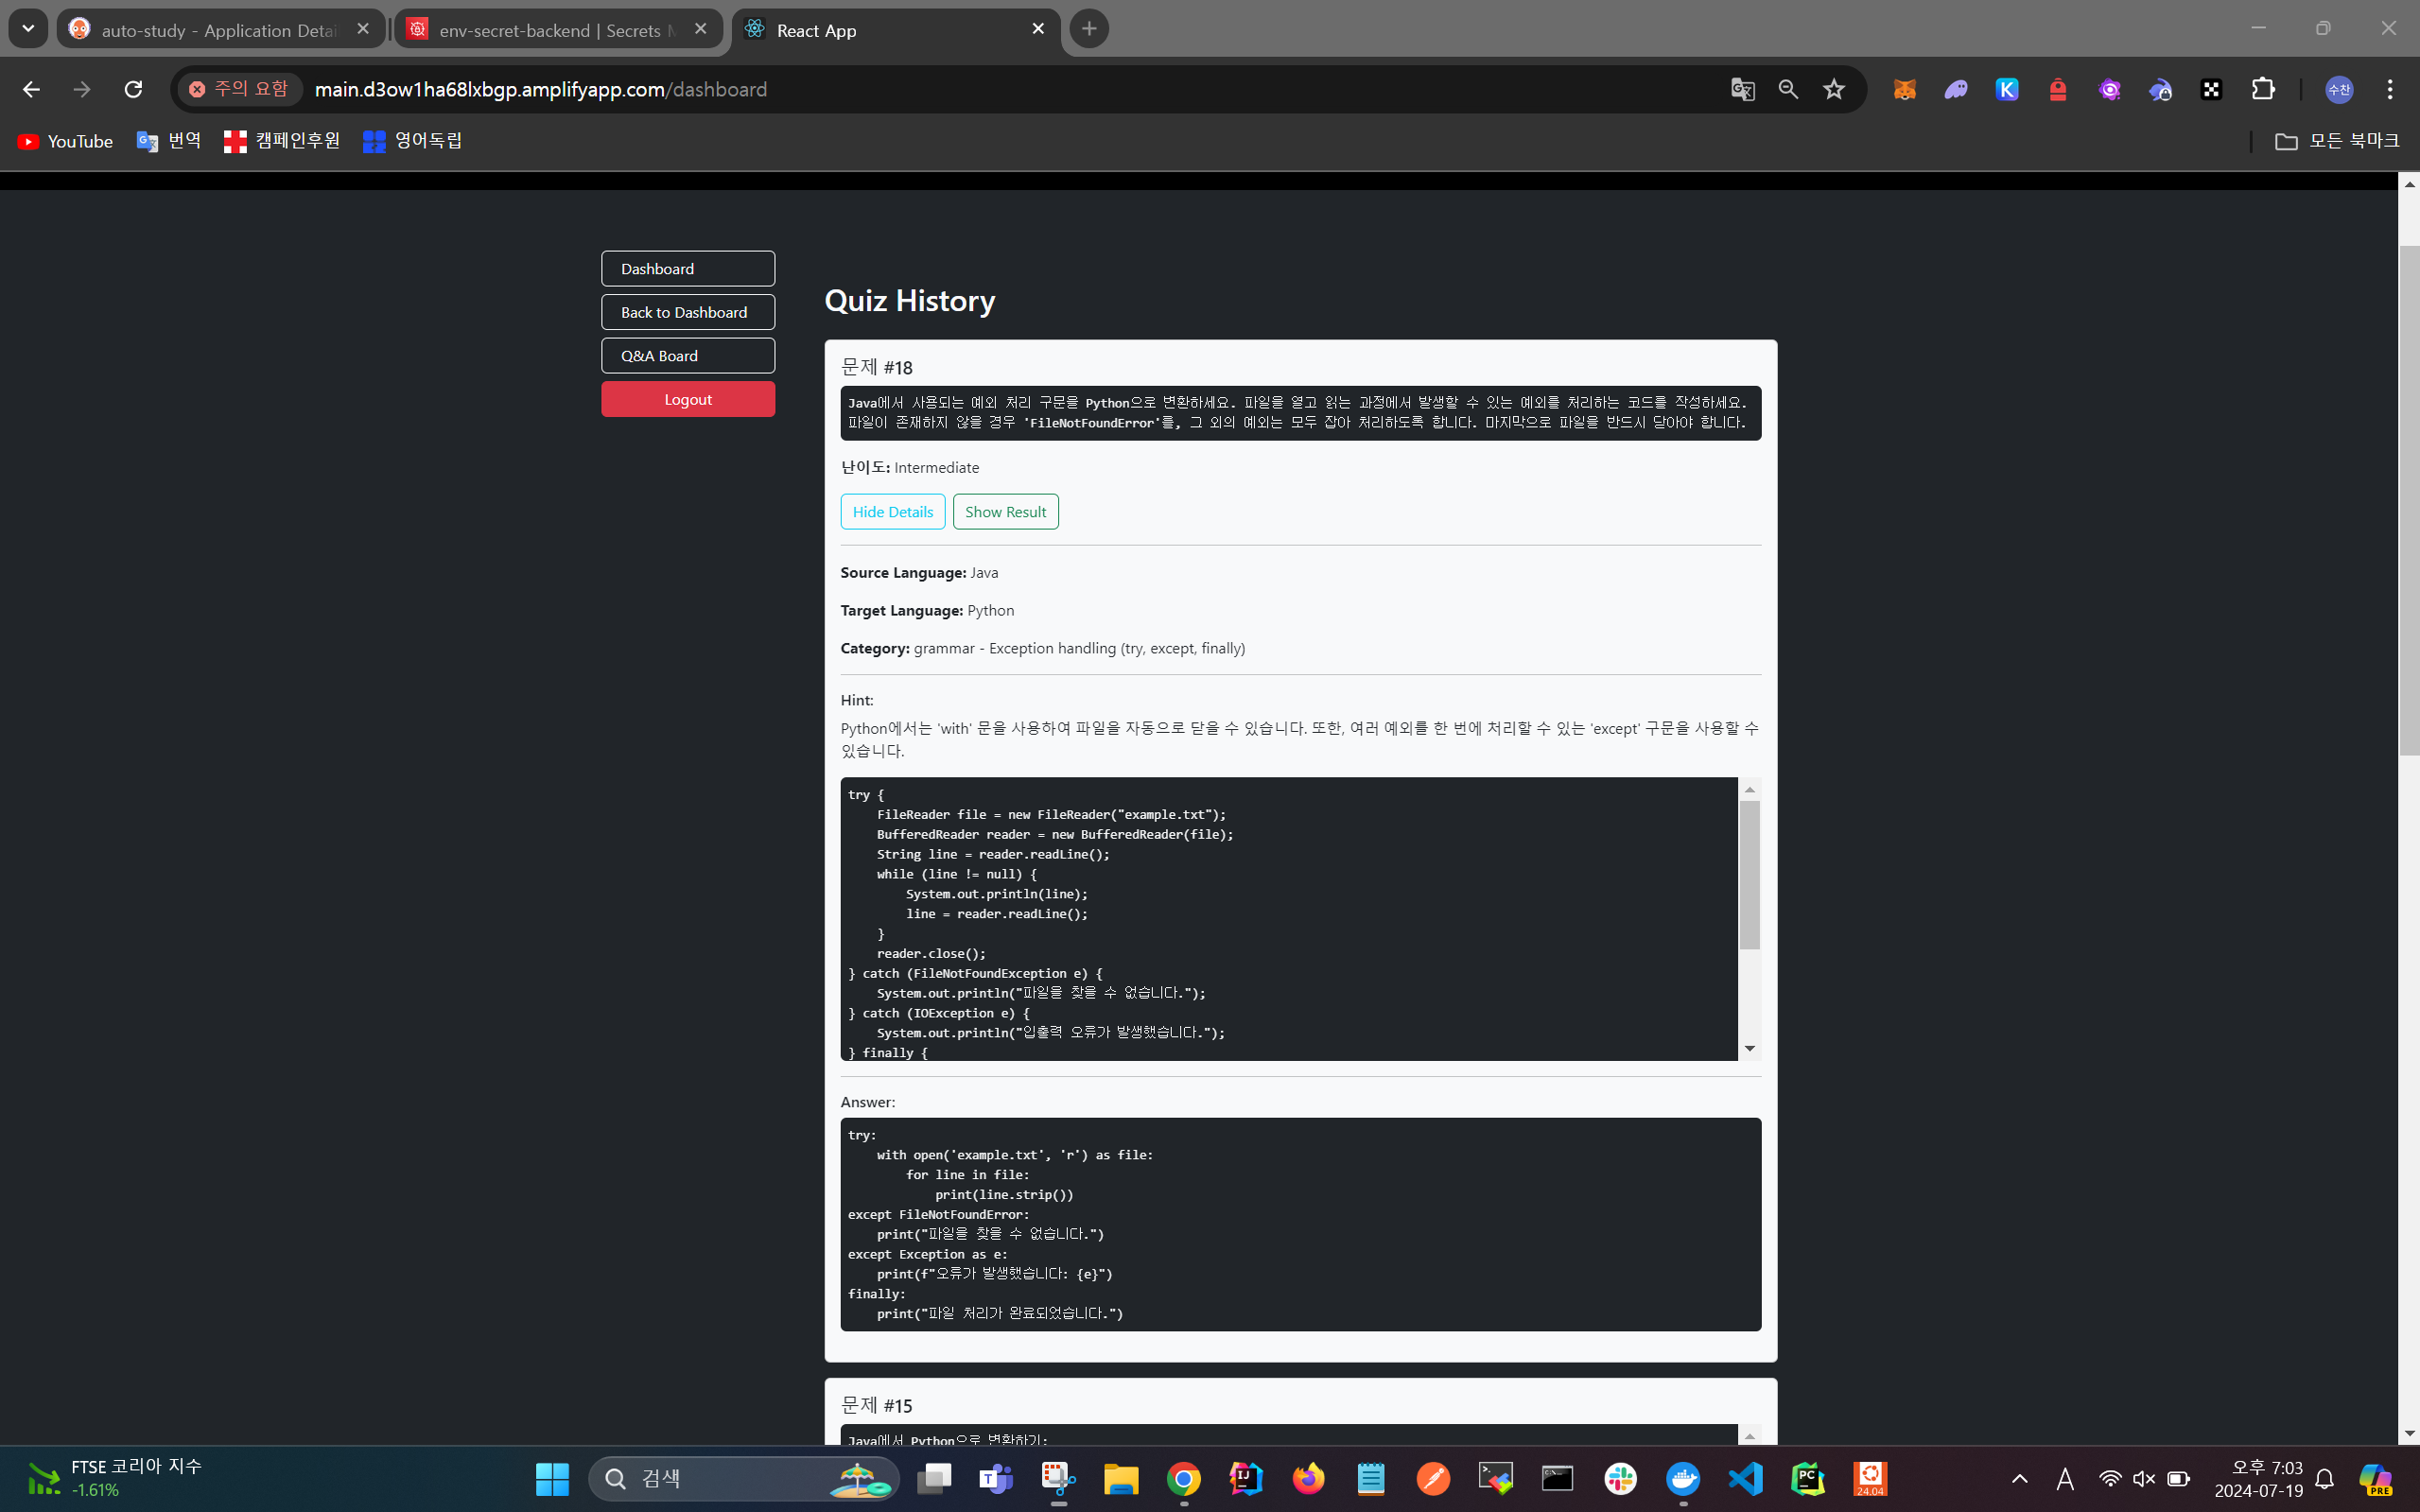 auto-study - Application Detai
env-secret-backend | Secrets M
React App
주의 요함
main.d3ow1ha68lxbgp.amplifyapp.com/dashboard
수찬
YouTube
번역
캠페인후원
영어독립
모든 북마크
Dashboard
Back to Dashboard
Q&A Board
Logout
Quiz History
문제 #18
Java에서 사용되는 예외 처리 구문을 Python으로 변환하세요. 파일을 열고 읽는 과정에서 발생할 수 있는 예외를 처리하는 코드를 작성하세요.
파일이 존재하지 않을 경우 'FileNotFoundError'를, 그 외의 예외는 모두 잡아 처리하도록 합니다. 마지막으로 파일을 반드시 닫아야 합니다.
난이도: Intermediate
Hide Details
Show Result
Source Language: Java
Target Language: Python
Category: grammar - Exception handling (try, except, finally)
Hint:
Python에서는 'with' 문을 사용하여 파일을 자동으로 닫을 수 있습니다. 또한, 여러 예외를 한 번에 처리할 수 있는 'except' 구문을 사용할 수
있습니다.
try {
    FileReader file = new FileReader("example.txt");
    BufferedReader reader = new BufferedReader(file);
    String line = reader.readLine();
    while (line != null) {
        System.out.println(line);
        line = reader.readLine();
    }
    reader.close();
} catch (FileNotFoundException e) {
    System.out.println("파일을 찾을 수 없습니다.");
} catch (IOException e) {
    System.out.println("입출력 오류가 발생했습니다.");
} finally {
Answer:
try:
    with open('example.txt', 'r') as file:
        for line in file:
            print(line.strip())
except FileNotFoundError:
    print("파일을 찾을 수 없습니다.")
except Exception as e:
    print(f"오류가 발생했습니다: {e}")
finally:
    print("파일 처리가 완료되었습니다.")
문제 #15
Java에서 Python으로 변환하기:
FTSE 코리아 지수
-1.61%
검색
24.04
A
오후 7:03
2024-07-19
PRE